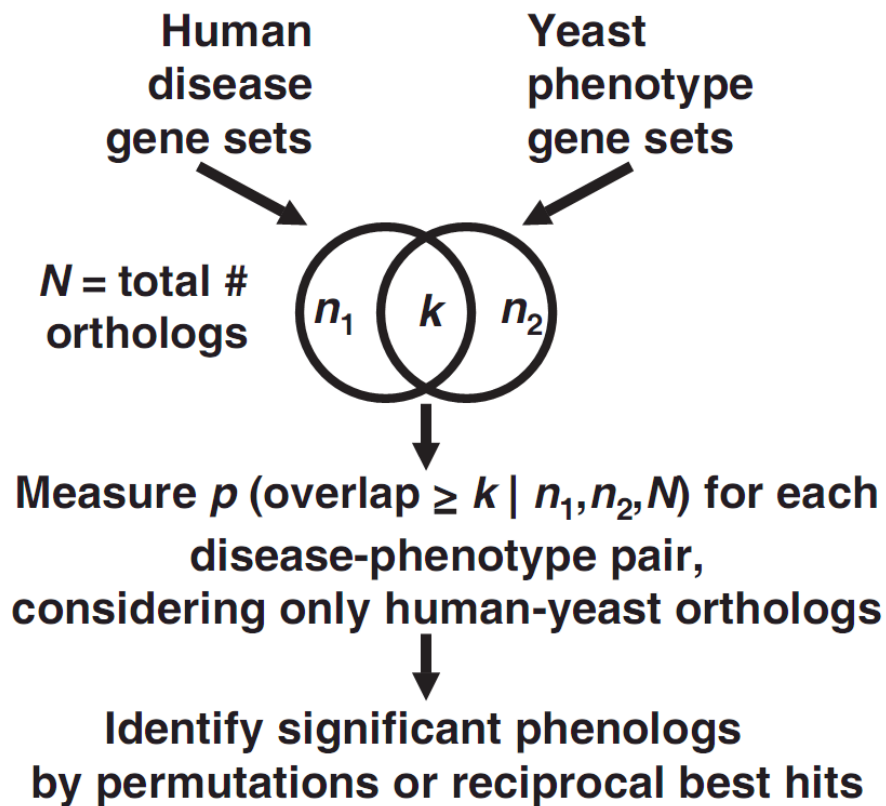 Human
disease
gene sets
Yeast
phenotype
gene sets
N = total #
orthologs
n₁
k
n₂
Measure p (overlap ≥ k | n₁,n₂,N) for each
disease-phenotype pair,
considering only human-yeast orthologs
Identify significant phenologs
by permutations or reciprocal best hits